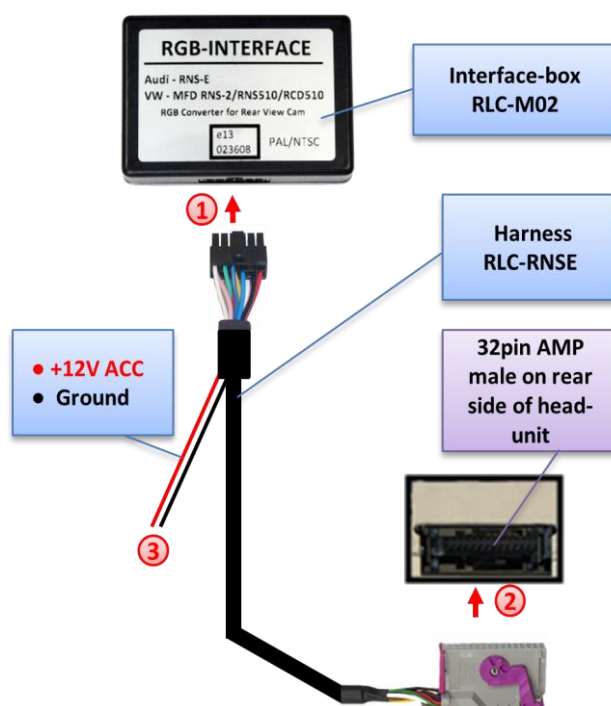 RGB-INTERFACE
Audi - RNS-E
VW - MFD RNS-2/RNS510/RCD510
RGB Converter for Rear View Cam
e13
023608
PAL/NTSC
Interface-box
RLC-M02
1
Harness
RLC-RNSE
• +12V ACC
• Ground
32pin AMP
male on rear
side of head-
unit
3
2